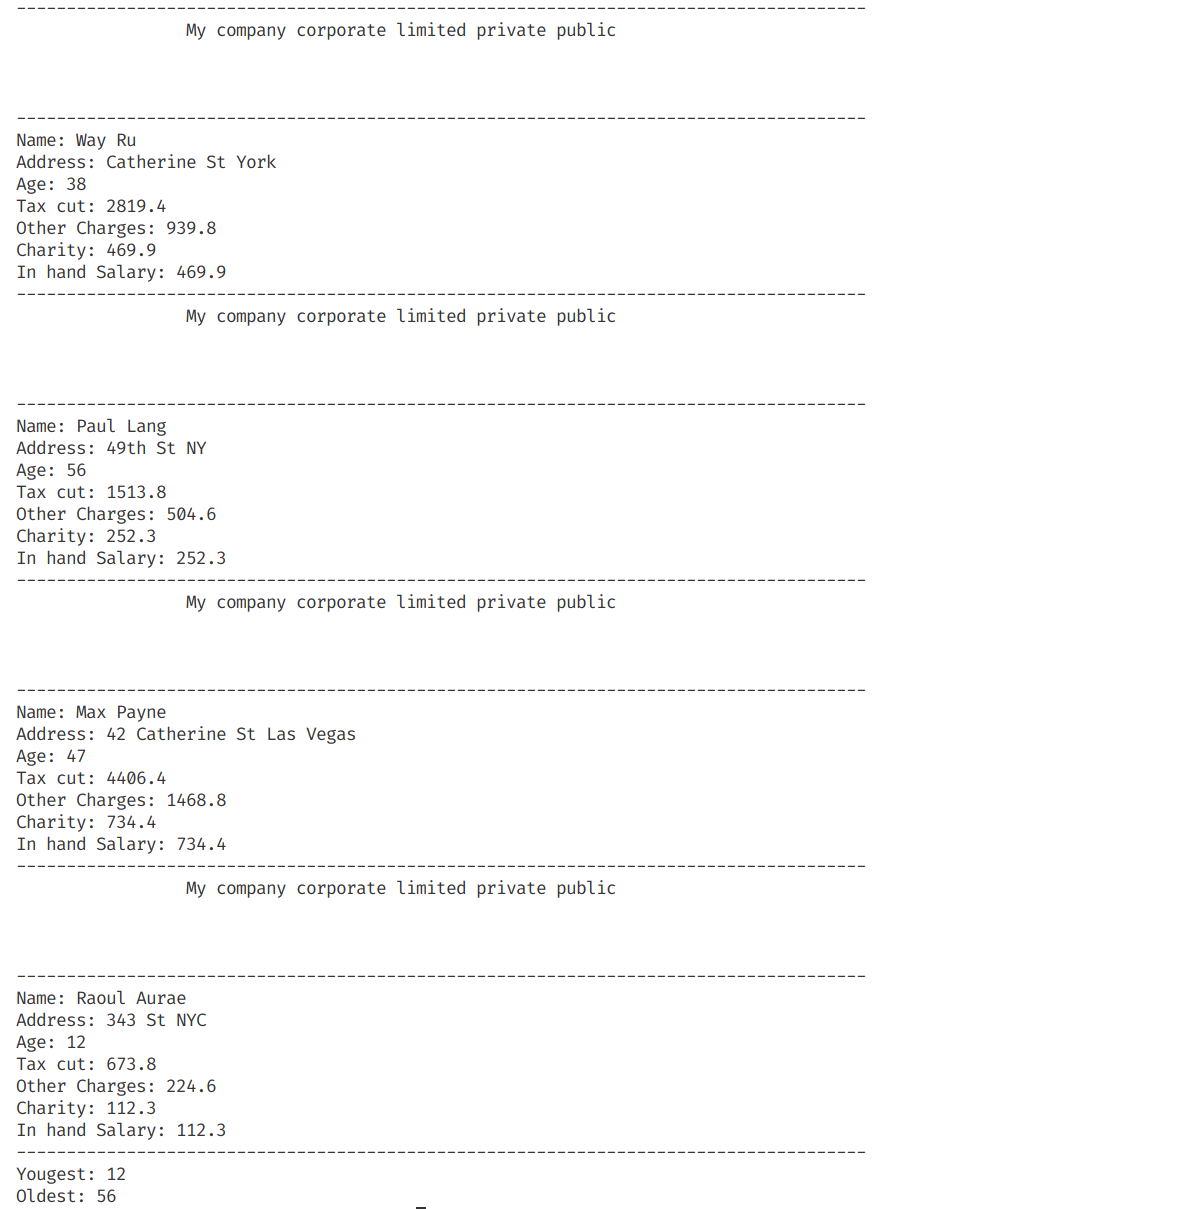 -------------------------------------------------------------------------------------
My company corporate limited private public
-------------------------------------------------------------------------------------
Name: Way Ru
Address: Catherine St York
Age: 38
Tax cut: 2819.4
Other Charges: 939.8
Charity: 469.9
In hand Salary: 469.9
-------------------------------------------------------------------------------------
My company corporate limited private public
-------------------------------------------------------------------------------------
Name: Paul Lang
Address: 49th St NY
Age: 56
Tax cut: 1513.8
Other Charges: 504.6
Charity: 252.3
In hand Salary: 252.3
-------------------------------------------------------------------------------------
My company corporate limited private public
-------------------------------------------------------------------------------------
Name: Max Payne
Address: 42 Catherine St Las Vegas
Age: 47
Tax cut: 4406.4
Other Charges: 1468.8
Charity: 734.4
In hand Salary: 734.4
-------------------------------------------------------------------------------------
My company corporate limited private public
-------------------------------------------------------------------------------------
Name: Raoul Aurae
Address: 343 St NYC
Age: 12
Tax cut: 673.8
Other Charges: 224.6
Charity: 112.3
In hand Salary: 112.3
-------------------------------------------------------------------------------------
Yougest: 12
Oldest: 56